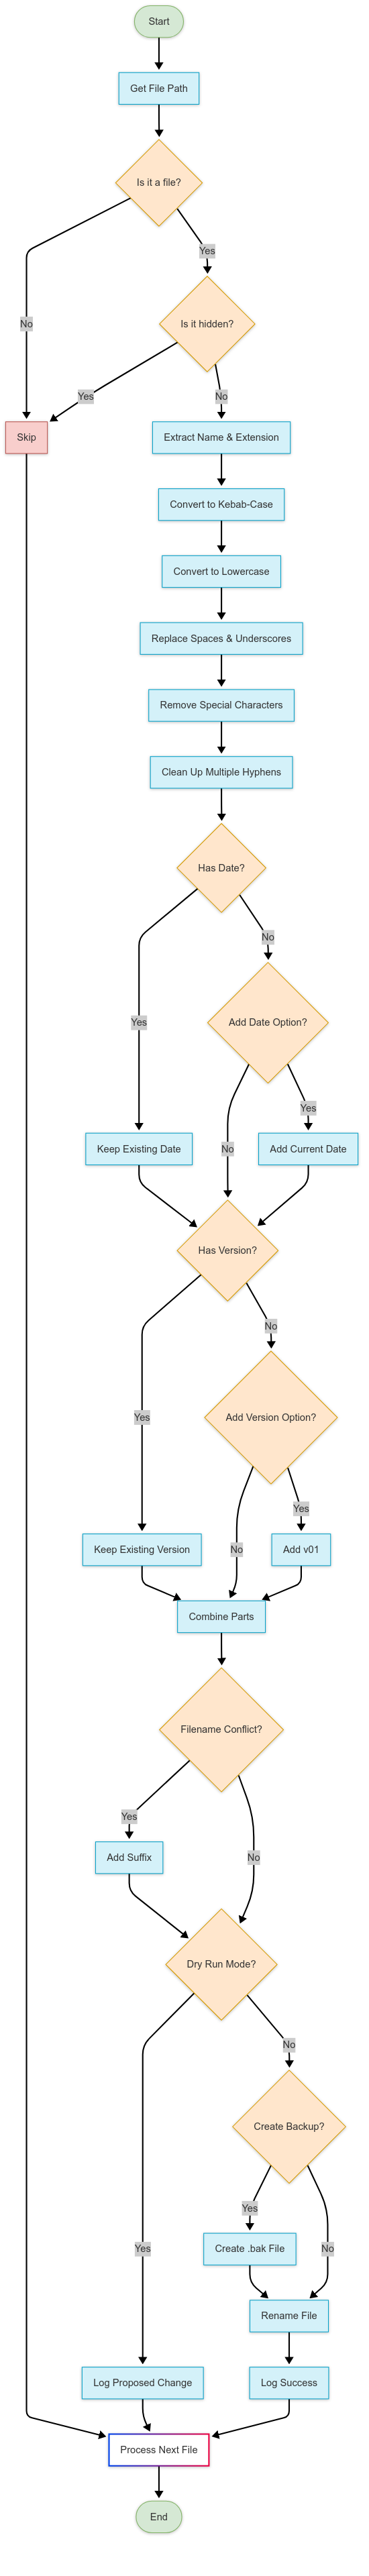 Start
Get File Path
Is it a file?
Yes
No
Is it hidden?
Yes
No
Skip
Extract Name & Extension
Convert to Kebab-Case
Convert to Lowercase
Replace Spaces & Underscores
Remove Special Characters
Clean Up Multiple Hyphens
Has Date?
No
Yes
Add Date Option?
Yes
Keep Existing Date
No
Add Current Date
Has Version?
No
Yes
Add Version Option?
Yes
Keep Existing Version
No
Add v01
Combine Parts
Filename Conflict?
Yes
Add Suffix
No
Dry Run Mode?
No
Create Backup?
Yes
Yes
Create .bak File
No
Rename File
Log Proposed Change
Log Success
Process Next File
End